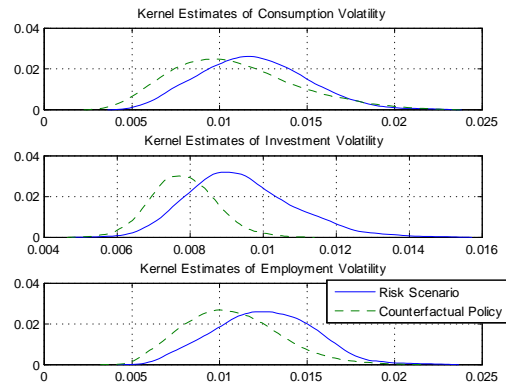 Kernel Estimates of Consumption Volatility
0.04
0.02
0
0 0.005 0.01 0.015 0.02 0.025
Kernel Estimates of Investment Volatility
0.04
0.02
0
0.004 0.006 0.008 0.01 0.012 0.014 0.016
Kernel Estimates of Employment Volatility
0.04
0.02
0
0 0.005 0.01 0.015 0.02 0.025
Risk Scenario
Counterfactual Policy